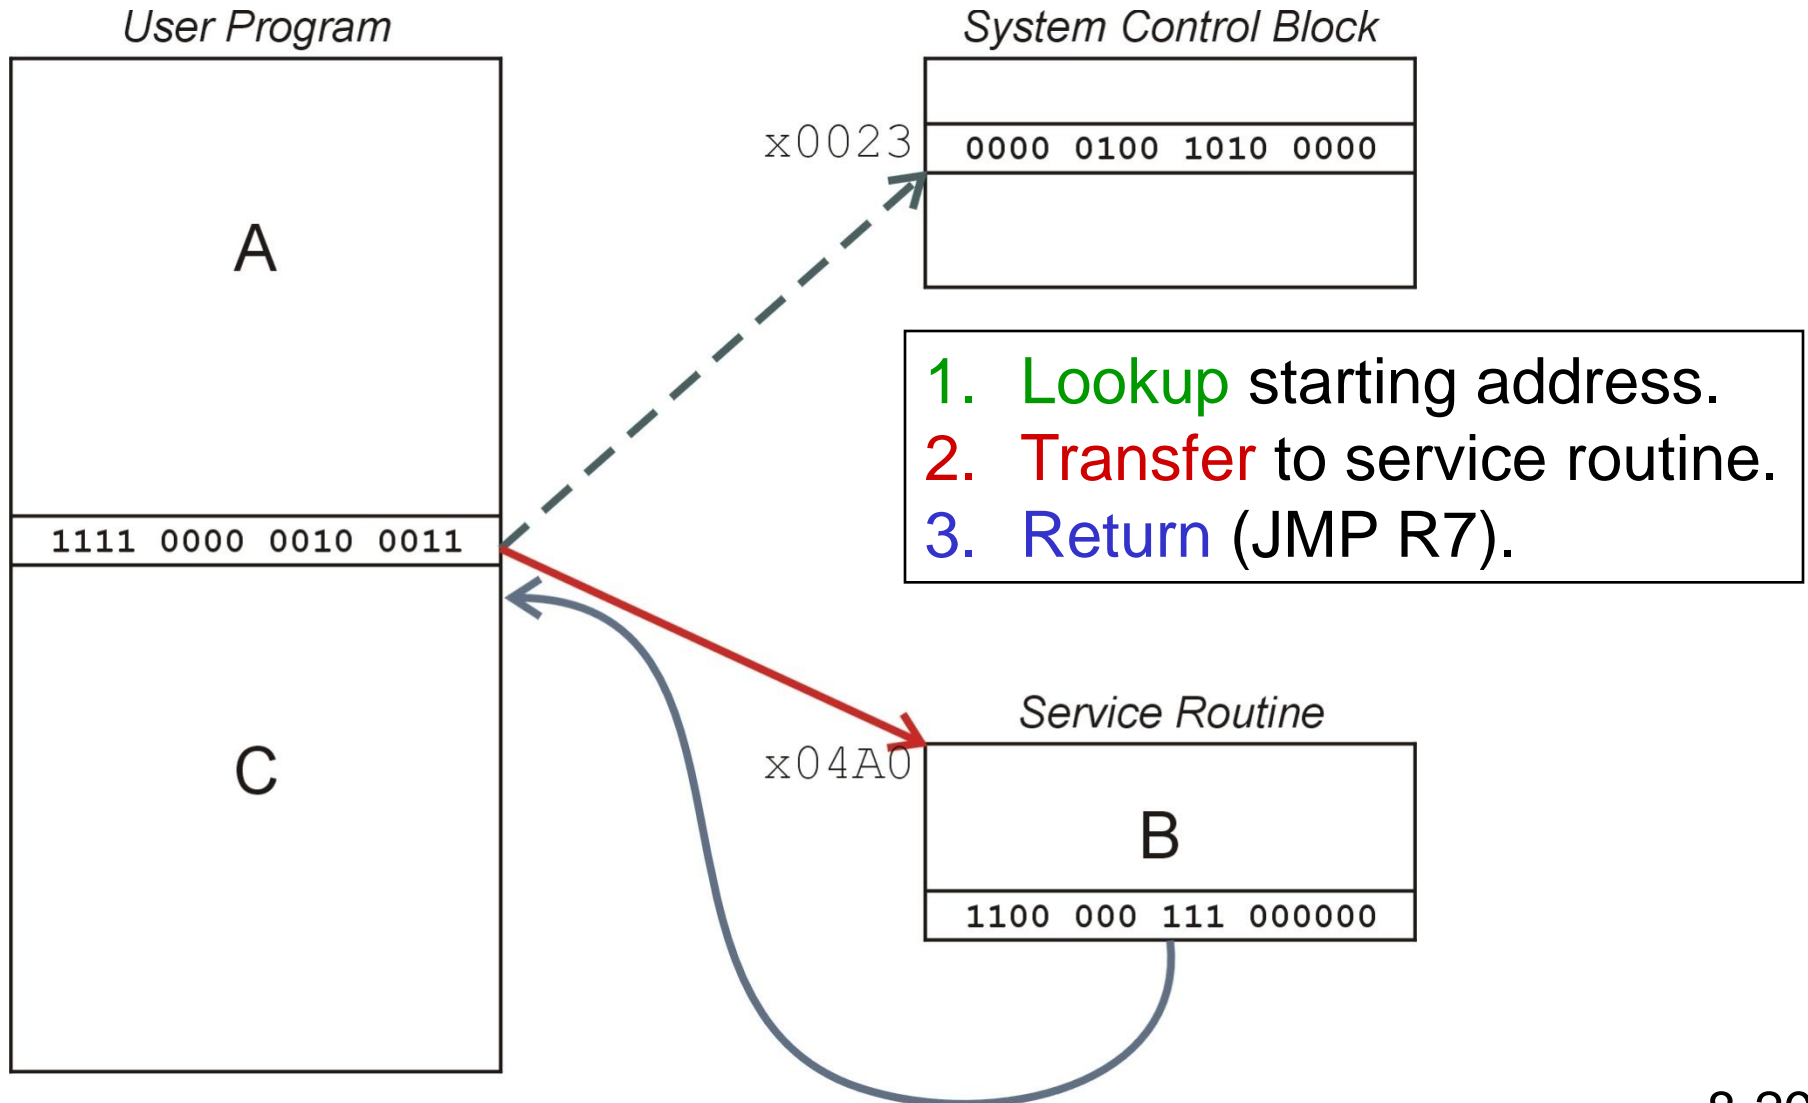 User Program
System Control Block
x0023
0000 0100 1010 0000
A
1. Lookup starting address.
2. Transfer to service routine.
3. Return (JMP R7).
1111 0000 0010 0011
C
Service Routine
x04A0
B
1100 000 111 000000